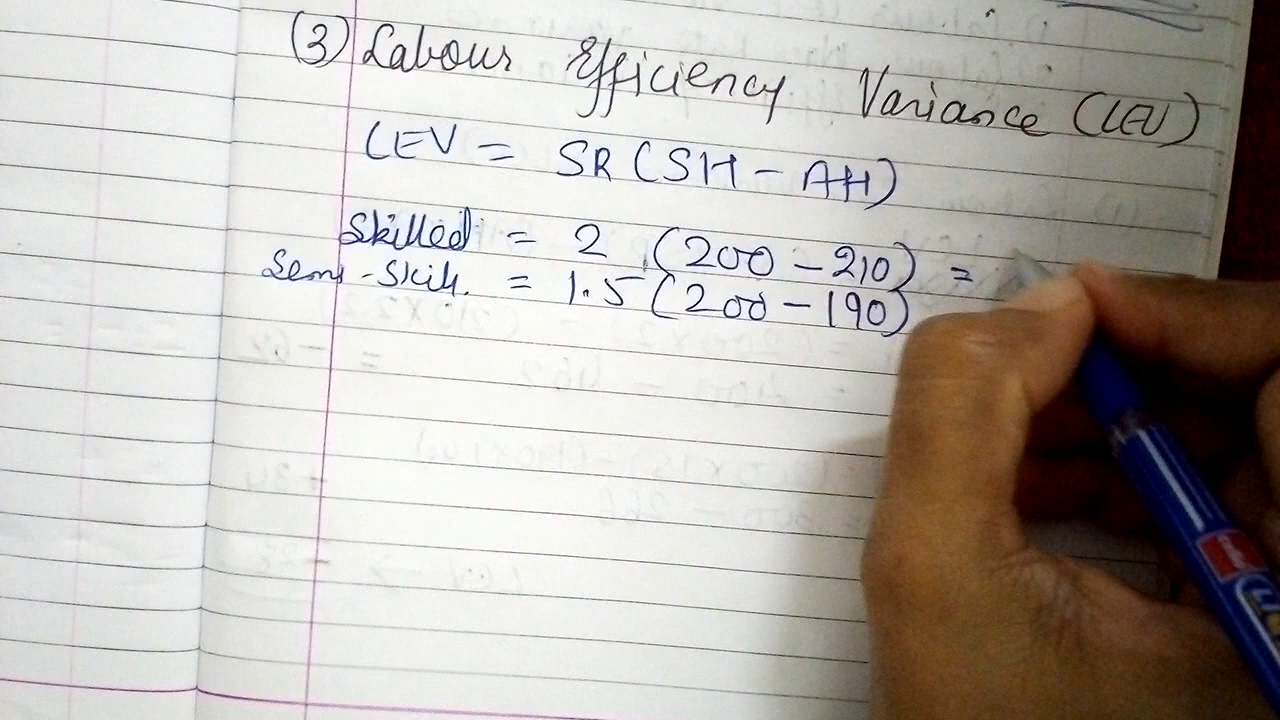 (3) Labour Efficiency Variance (LEV)
LEV = SR (SH - AH)
Skilled = 2 (200 - 210) =
Semi-Skill. = 1.5 (200 - 190)